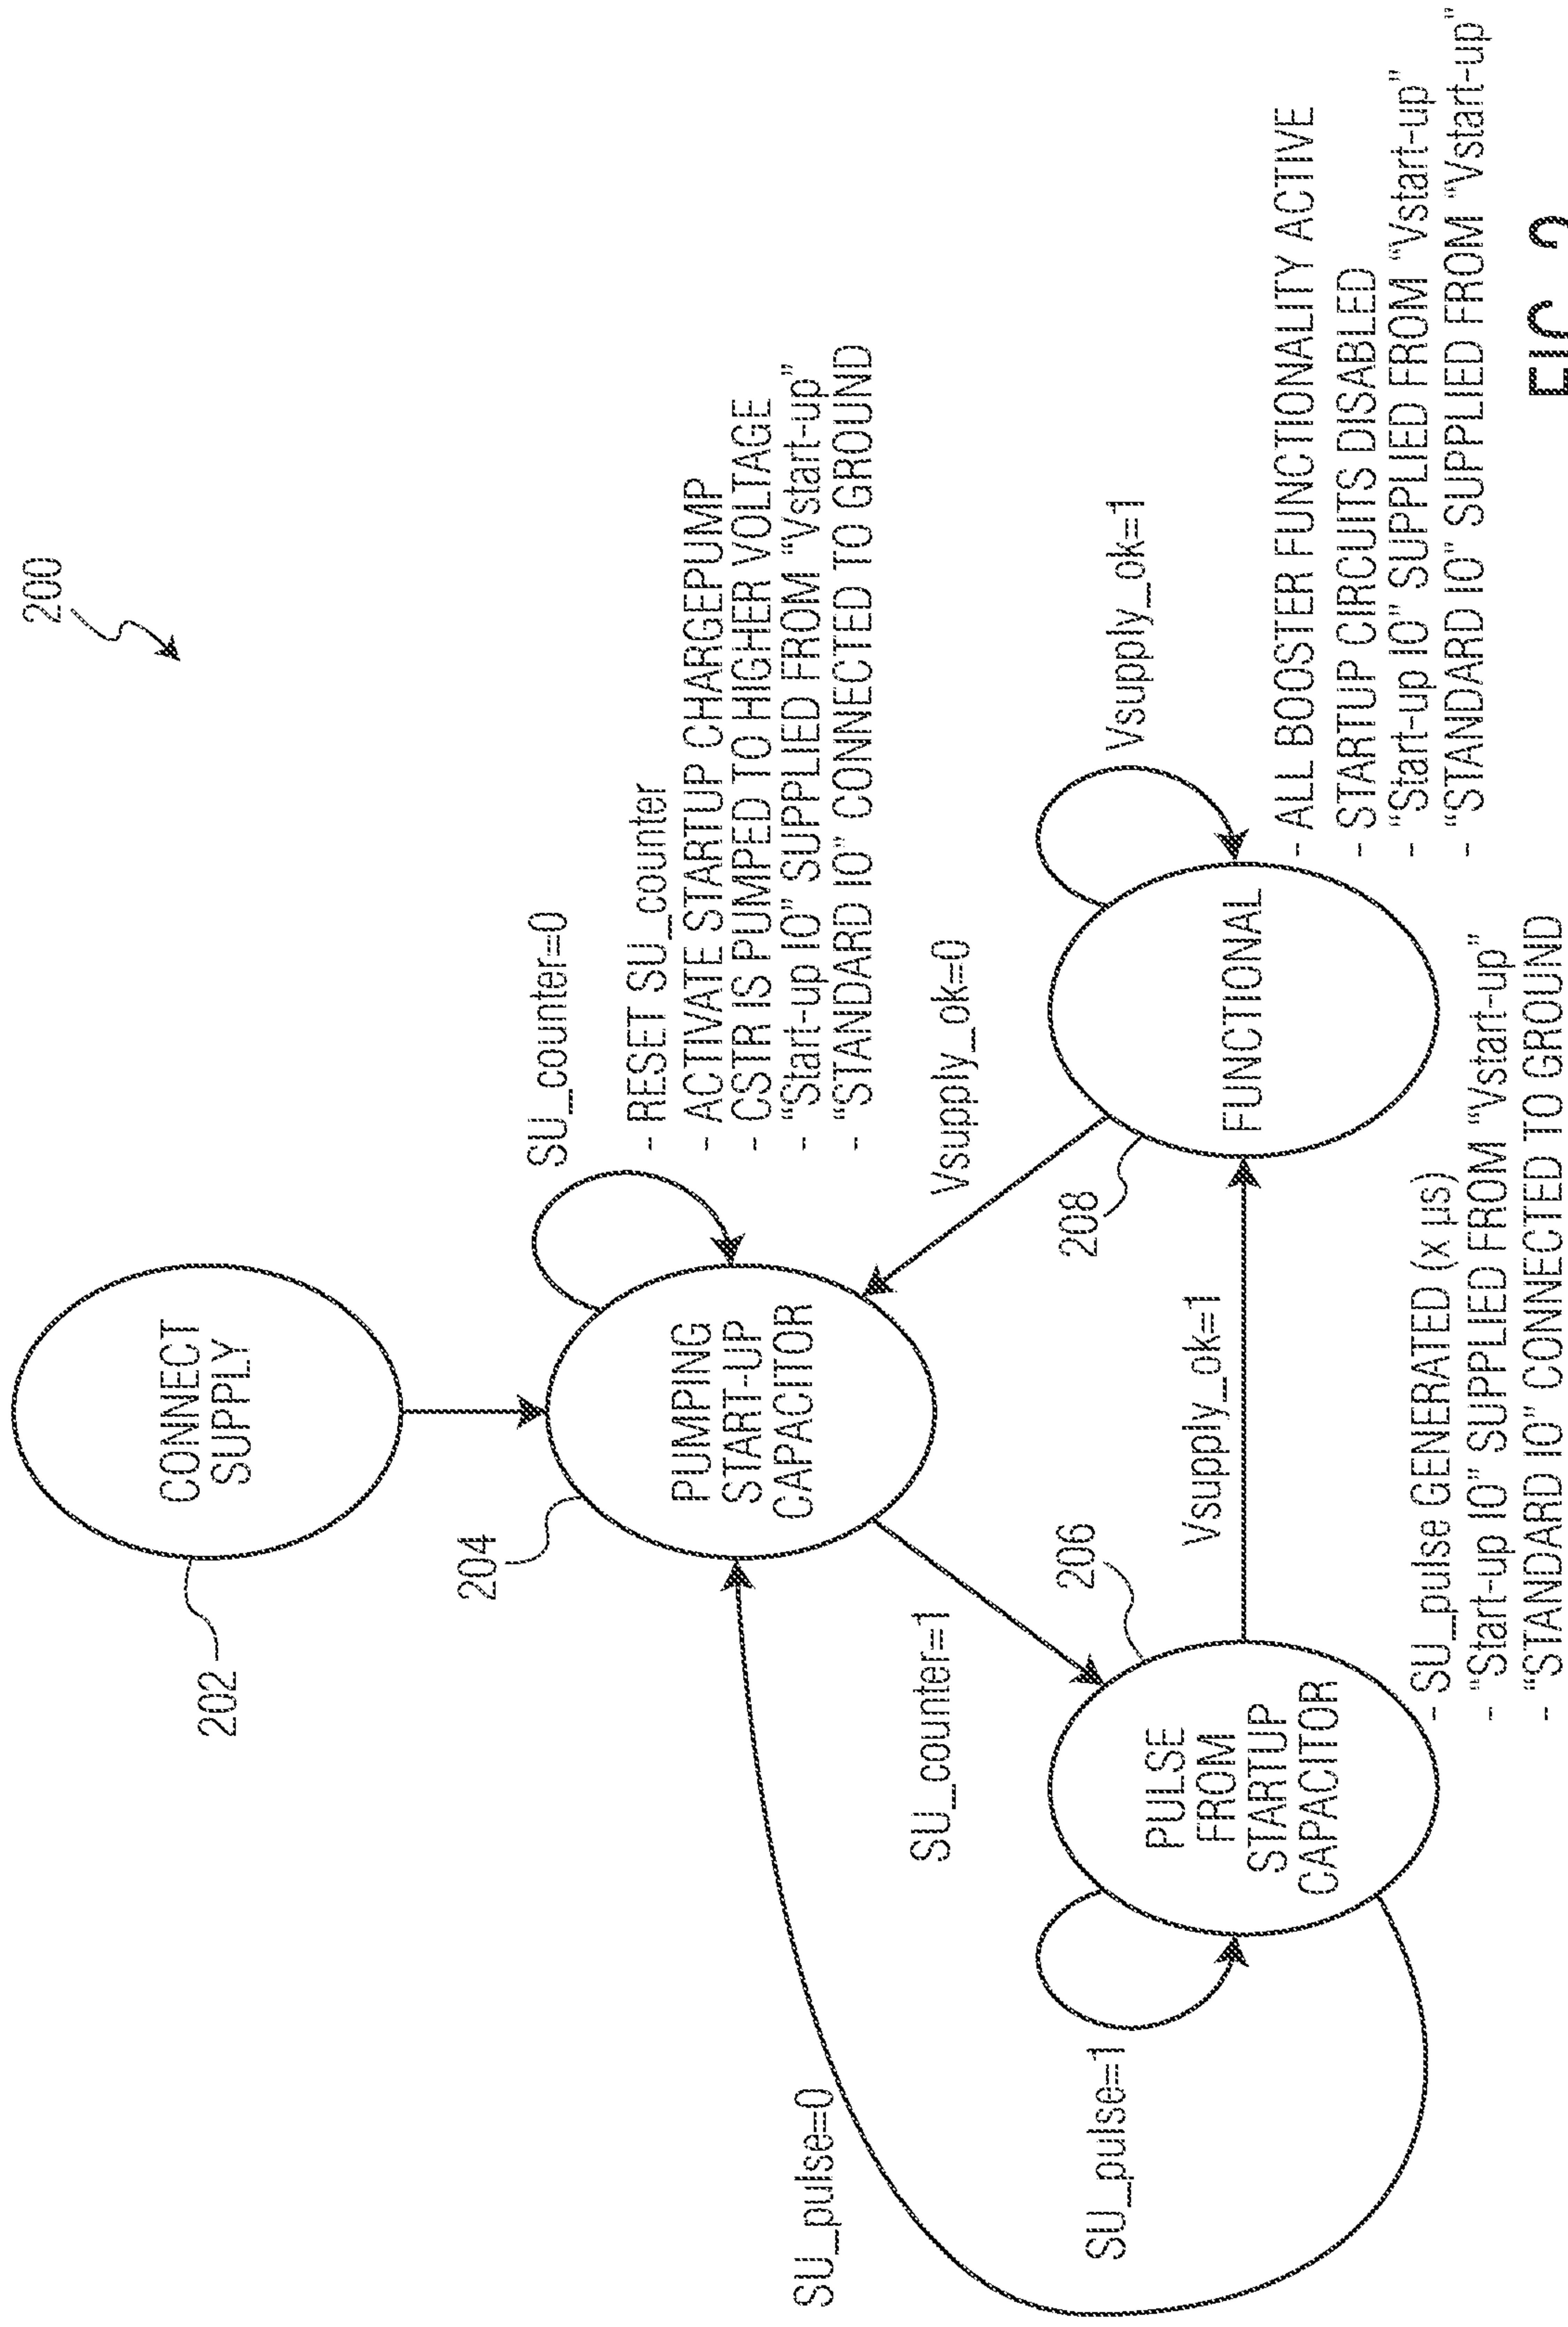 200
CONNECT
SUPPLY
202
SU_counter=0
204
PUMPING
START-UP
CAPACITOR
- RESET SU_counter
- ACTIVATE STARTUP CHARGEPUMP
- CSTR IS PUMPED TO HIGHER VOLTAGE
- "Start-up IO" SUPPLIED FROM "Vstart-up"
- "STANDARD IO" CONNECTED TO GROUND
SU_pulse=0
SU_counter=1
Vsupply_ok=0
SU_pulse=1
206
PULSE
FROM
STARTUP
CAPACITOR
Vsupply_ok=1
208
FUNCTIONAL
Vsupply_ok=1
- SU_pulse GENERATED (x µs)
- "Start-up IO" SUPPLIED FROM "Vstart-up"
- "STANDARD IO" CONNECTED TO GROUND
- ALL BOOSTER FUNCTIONALITY ACTIVE
- STARTUP CIRCUITS DISABLED
- "Start-up IO" SUPPLIED FROM "Vstart-up"
- "STANDARD IO" SUPPLIED FROM "Vstart-up"